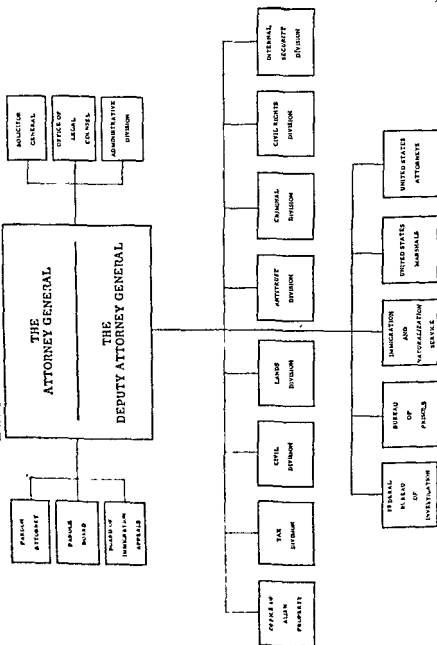 THE
ATTORNEY GENERAL
THE
DEPUTY ATTORNEY GENERAL
PARDON
ATTORNEY
PAROLE
BOARD
BOARD OF
IMMIGRATION
APPEALS
SOLICITOR
GENERAL
OFFICE OF
LEGAL
COUNSEL
ADMINISTRATIVE
DIVISION
OFFICE OF
ALIEN
PROPERTY
TAX
DIVISION
CIVIL
DIVISION
LANDS
DIVISION
ANTITRUST
DIVISION
CRIMINAL
DIVISION
CIVIL RIGHTS
DIVISION
INTERNAL
SECURITY
DIVISION
FEDERAL
BUREAU
OF
INVESTIGATION
BUREAU
OF
PRISONS
IMMIGRATION
AND
NATURALIZATION
SERVICE
UNITED STATES
MARSHALS
UNITED STATES
ATTORNEYS